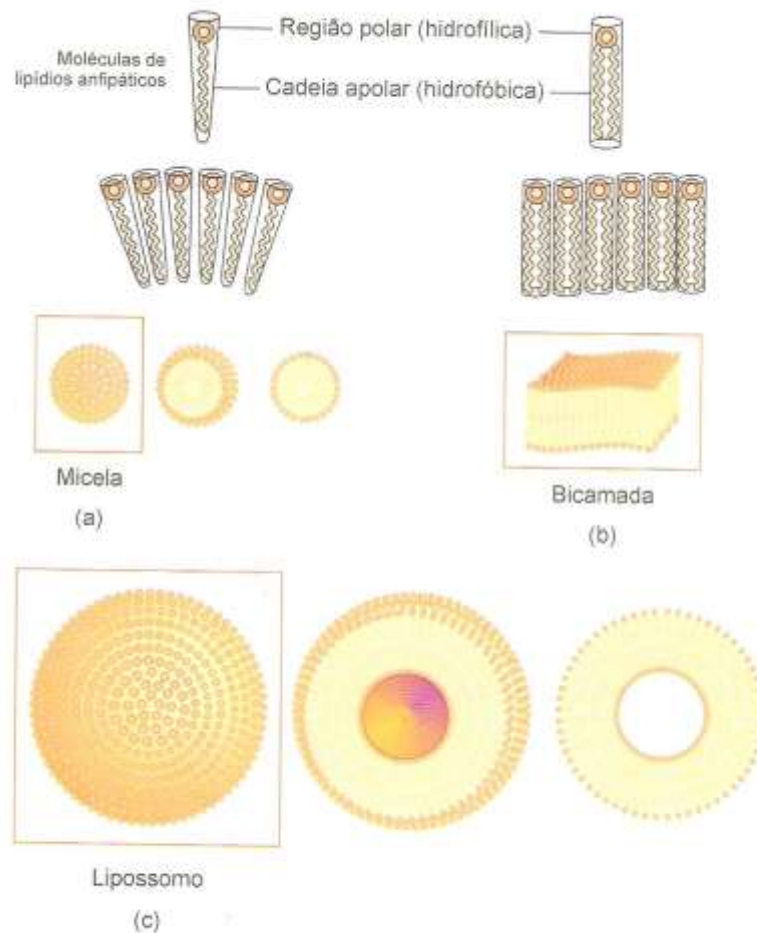 Moléculas de
lipídios anfipáticos
Região polar (hidrofílica)
Cadeia apolar (hidrofóbica)
Micela
(a)
Bicamada
(b)
Lipossomo
(c)